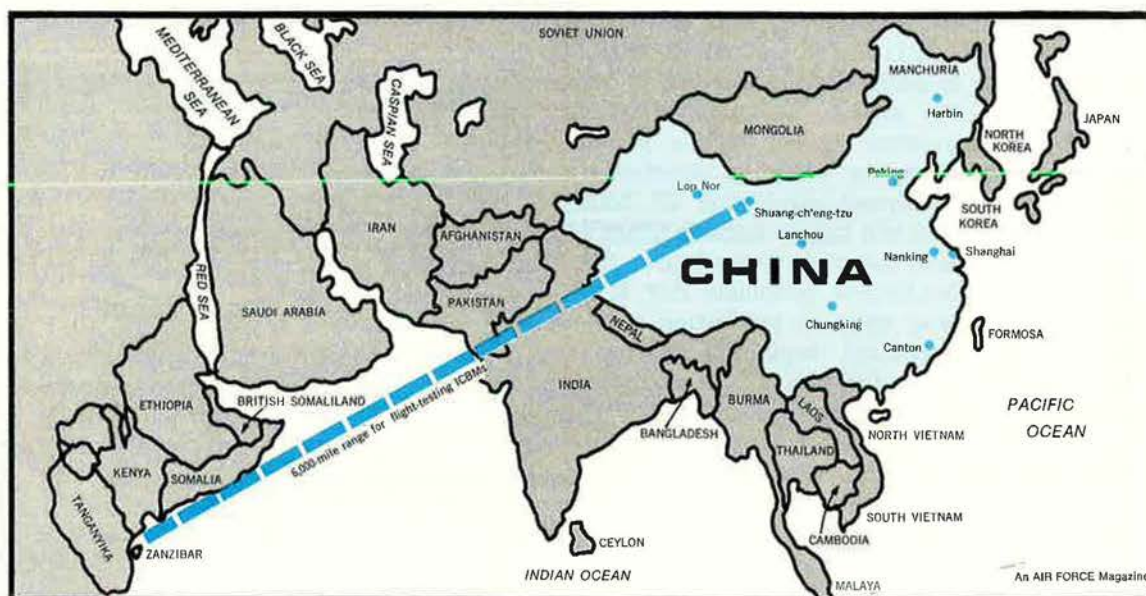 SOVIET UNION
MEDITERRANEAN
SEA
BLACK SEA
CASPIAN SEA
MANCHURIA
Harbin
MONGOLIA
NORTH
KOREA
JAPAN
Peking
Lop Nor
Shuang-ch'eng-tzu
SOUTH
KOREA
IRAN
AFGHANISTAN
Lanchou
Nanking
Shanghai
CHINA
RED SEA
SAUDI ARABIA
PAKISTAN
NEPAL
Chungking
FORMOSA
Canton
ETHIOPIA
BRITISH SOMALILAND
6,000-mile range for flight-testing ICBMs
INDIA
BANGLADESH
BURMA
LAOS
NORTH VIETNAM
PACIFIC
OCEAN
THAILAND
KENYA
SOMALIA
TANGANYIKA
SOUTH VIETNAM
CAMBODIA
ZANZIBAR
CEYLON
INDIAN OCEAN
MALAYA
An AIR FORCE Magazine